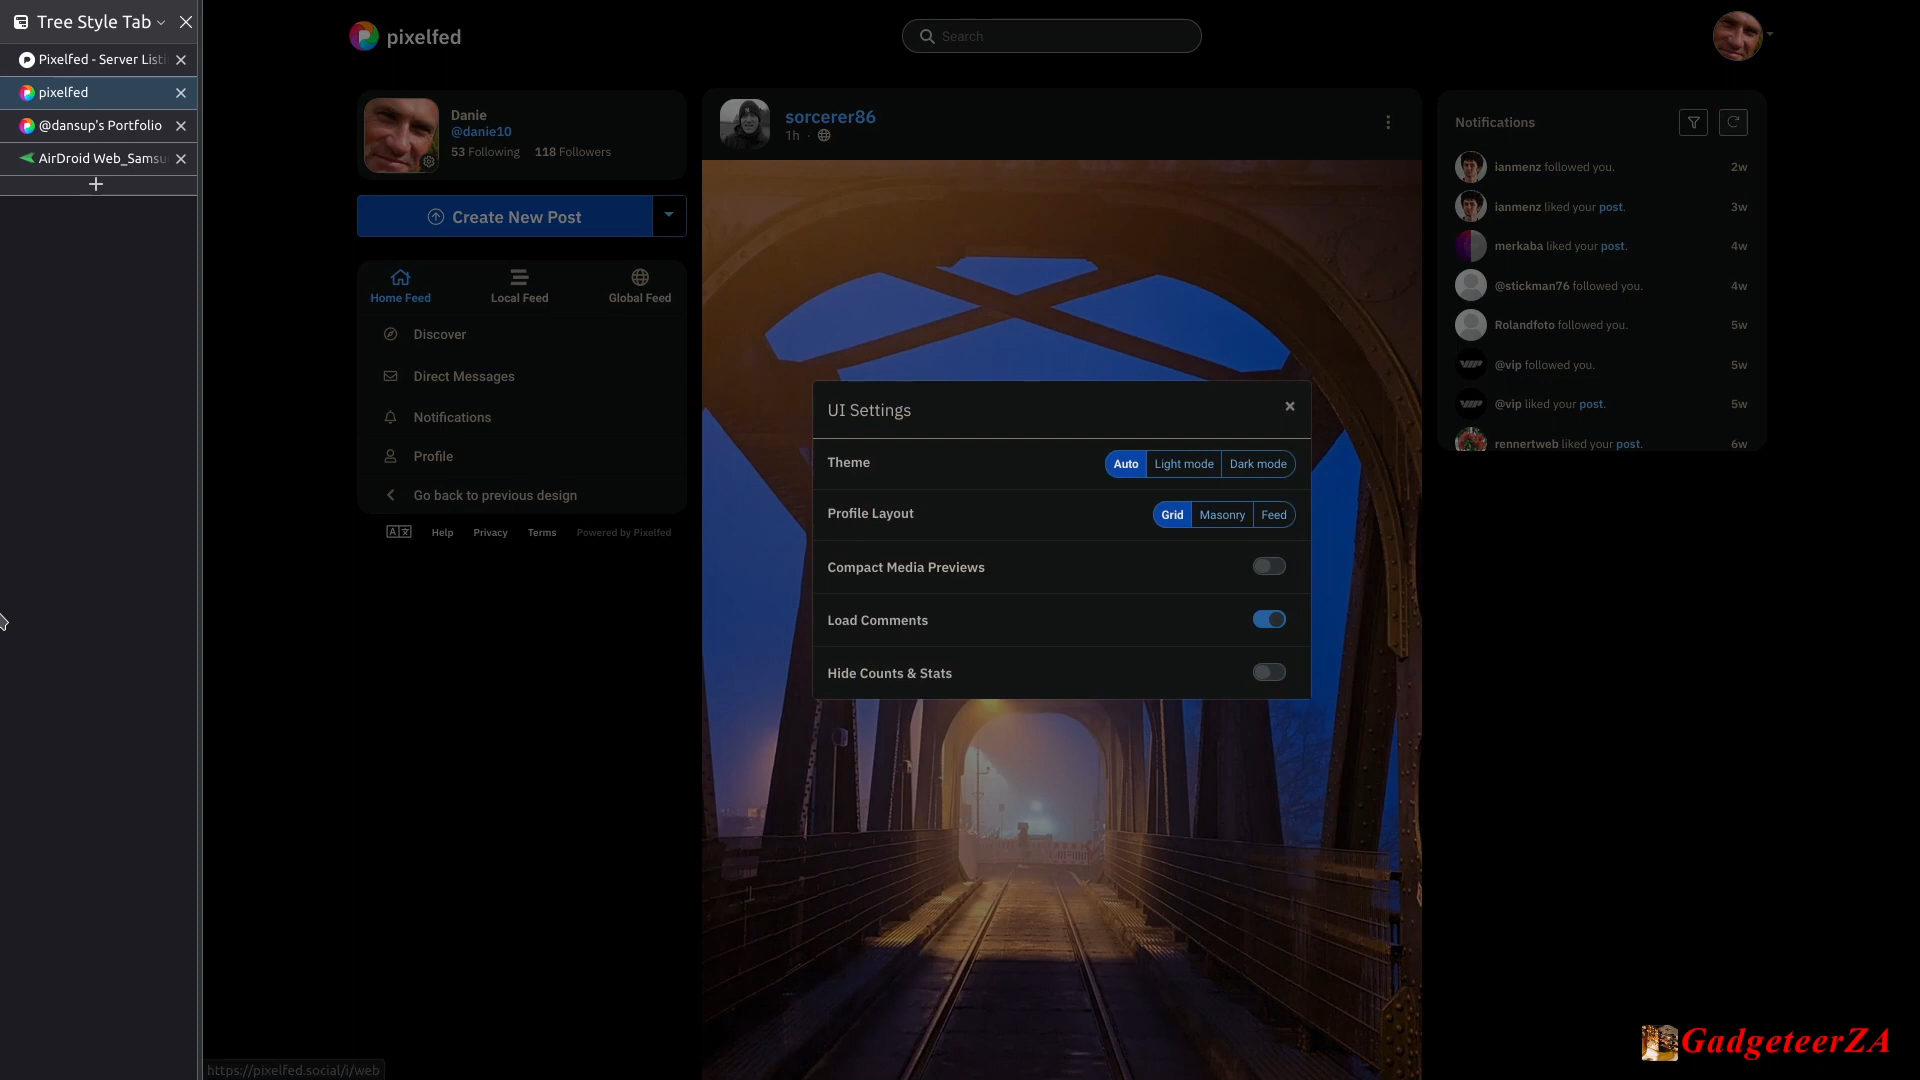 Tree Style Tab
Pixelfed - Server Listi
pixelfed
@dansup's Portfolio
AirDroid Web_Samsu
pixelfed
Search
Danie
@danie10
53 Following 118 Followers
Create New Post
Home Feed
Local Feed
Global Feed
Discover
Direct Messages
Notifications
Profile
Go back to previous design
Help Privacy Terms Powered by Pixelfed
sorcerer86
1h ·
UI Settings
Theme
Auto Light mode Dark mode
Profile Layout
Grid Masonry Feed
Compact Media Previews
Load Comments
Hide Counts & Stats
Notifications
ianmenz followed you. 2w
ianmenz liked your post. 3w
merkaba liked your post. 4w
@stickman76 followed you. 4w
Rolandfoto followed you. 5w
@vip followed you. 5w
@vip liked your post. 5w
rennertweb liked your post. 6w
https://pixelfed.social/i/web
GadgeteerZA